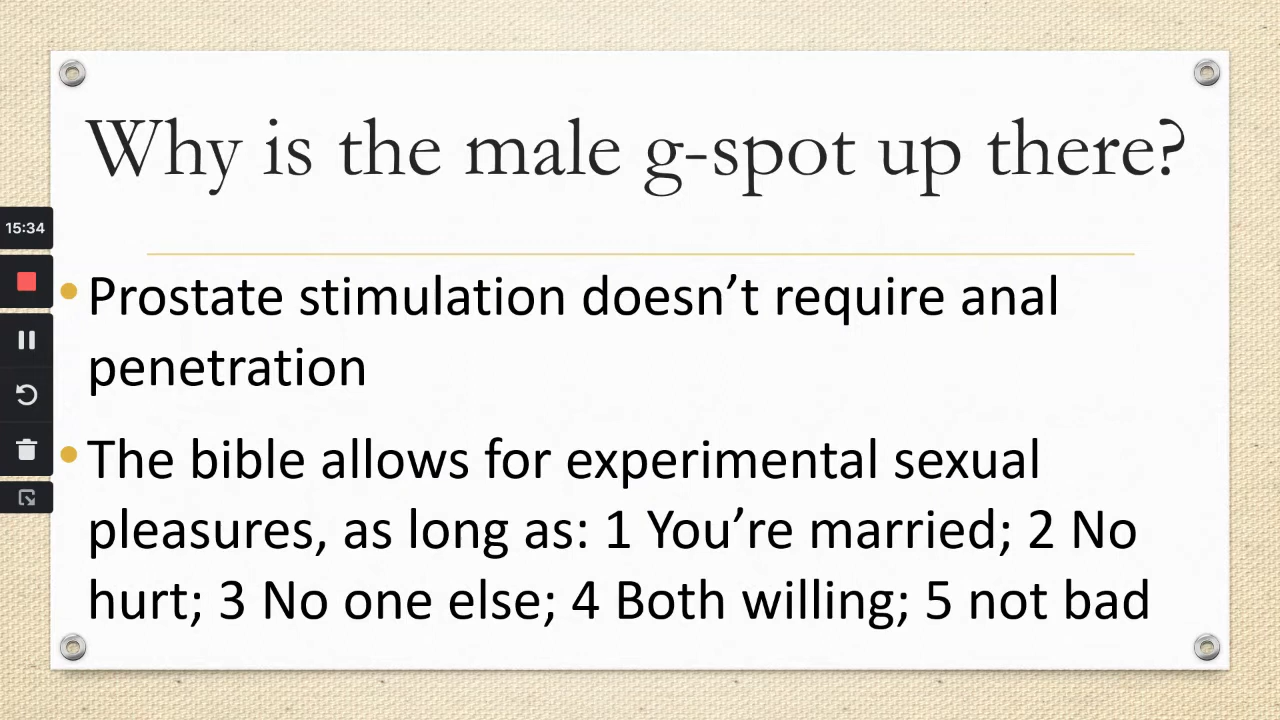 Why is the male g-spot up there?
15:34
• Prostate stimulation doesn’t require anal
penetration
• The bible allows for experimental sexual
pleasures, as long as: 1 You’re married; 2 No
hurt; 3 No one else; 4 Both willing; 5 not bad